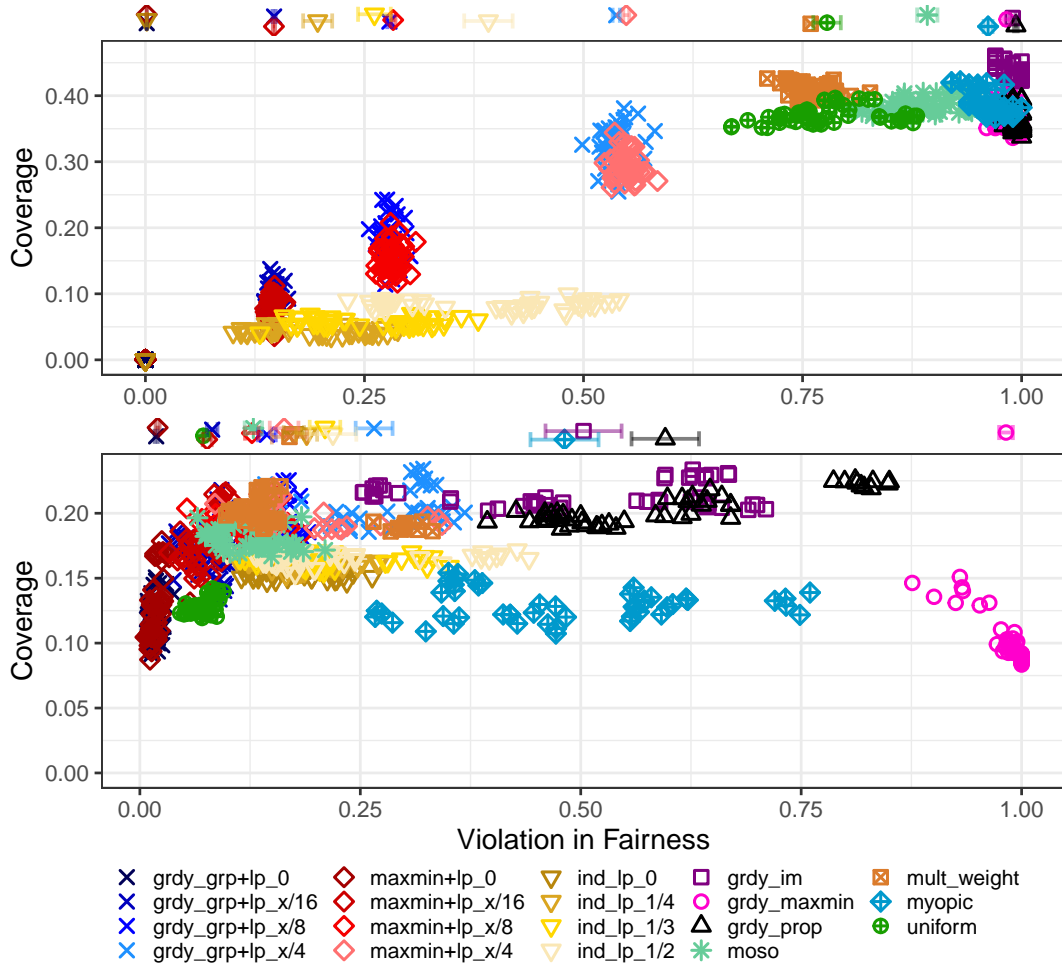 0.40
0.30
0.20
0.10
0.00
Coverage
0.00 0.25 0.50 0.75 1.00
0.20
0.15
0.10
0.05
0.00
Coverage
0.00 0.25 0.50 0.75 1.00
Violation in Fairness
grdy_grp+lp_0 maxmin+lp_0 ind_lp_0 grdy_im mult_weight
grdy_grp+lp_x/16 maxmin+lp_x/16 ind_lp_1/4 grdy_maxmin myopic
grdy_grp+lp_x/8 maxmin+lp_x/8 ind_lp_1/3 grdy_prop uniform
grdy_grp+lp_x/4 maxmin+lp_x/4 ind_lp_1/2 moso